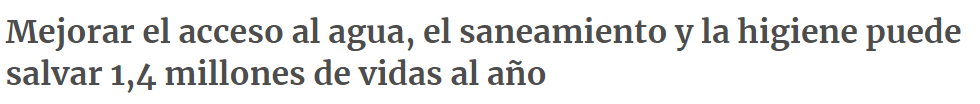 Mejorar el acceso al agua, el saneamiento y la higiene puede
salvar 1,4 millones de vidas al año